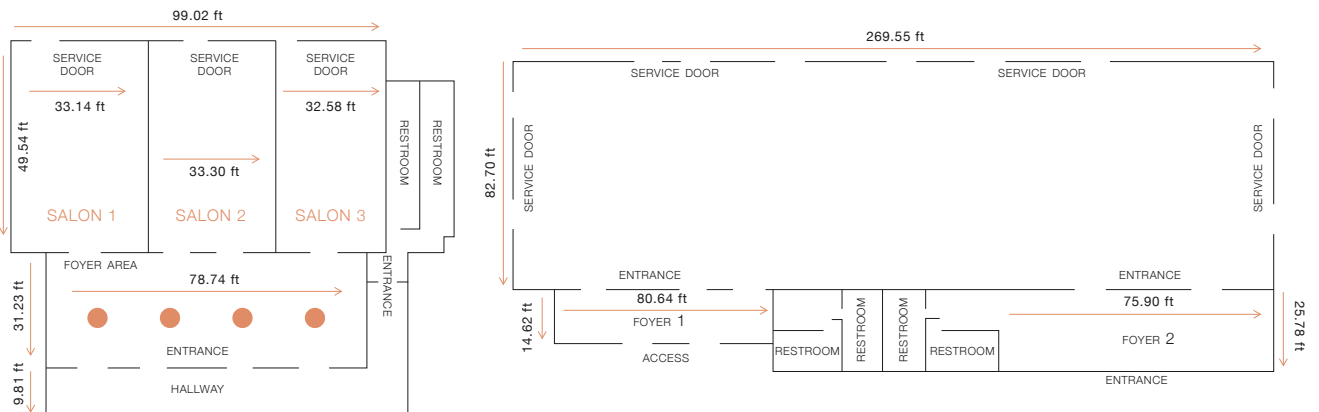 99.02 ft
SERVICE
DOOR
SERVICE
DOOR
SERVICE
DOOR
33.14 ft
32.58 ft
49.54 ft
33.30 ft
RESTROOM
RESTROOM
SALON 1
SALON 2
SALON 3
FOYER AREA
78.74 ft
ENTRANCE
31.23 ft
ENTRANCE
9.81 ft
HALLWAY
269.55 ft
SERVICE DOOR
SERVICE DOOR
82.70 ft
SERVICE DOOR
SERVICE DOOR
ENTRANCE
ENTRANCE
14.62 ft
80.64 ft
FOYER 1
ACCESS
RESTROOM
RESTROOM
RESTROOM
RESTROOM
75.90 ft
FOYER 2
25.78 ft
ENTRANCE